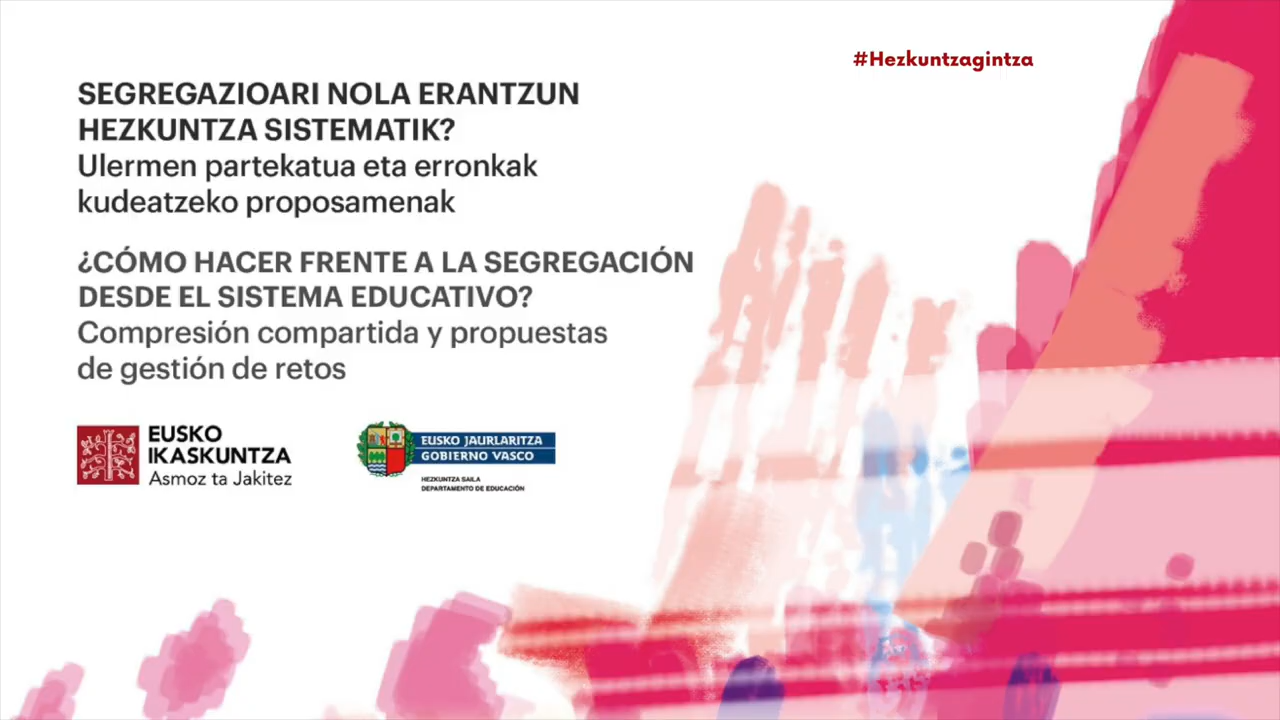 #Hezkuntzagintza
SEGREGAZIOARI NOLA ERANTZUN
HEZKUNTZA SISTEMATIK?
Ulermen partekatua eta erronkak
kudeatzeko proposamenak
¿CÓMO HACER FRENTE A LA SEGREGACIÓN
DESDE EL SISTEMA EDUCATIVO?
Compresión compartida y propuestas
de gestión de retos
EUSKO
IKASKUNTZA
Asmoz ta Jakitez
EUSKO JAURLARITZA
GOBIERNO VASCO
HEZKUNTZA SAILA
DEPARTAMENTO DE EDUCACIÓN